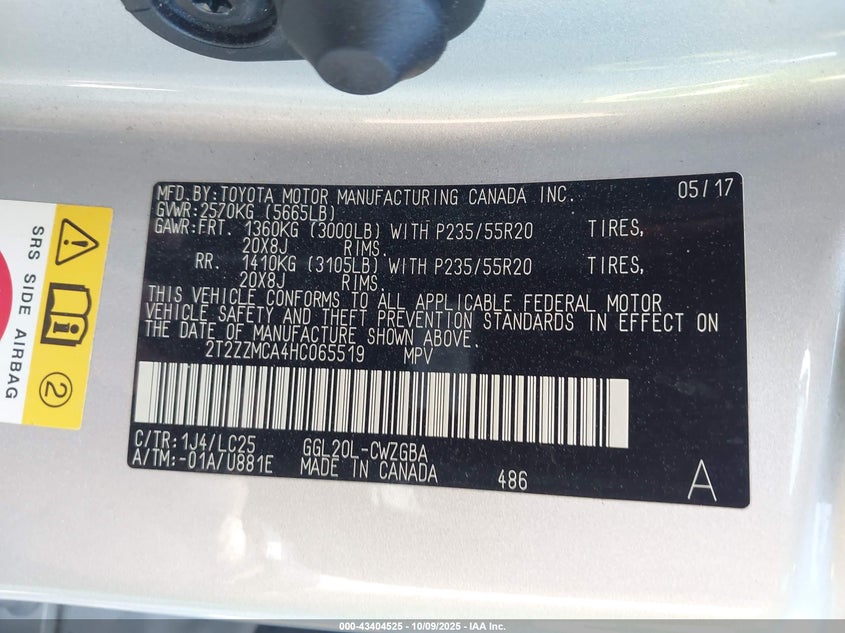 MFD.BY:TOYOTA MOTOR MANUFACTURING CANADA INC. 05/17
GVWR:2570KG (5665LB)
GAWR:FRT. 1360KG (3000LB) WITH P235/55R20 TIRES,
20X8J RIMS.
RR. 1410KG (3105LB) WITH P235/55R20 TIRES,
20X8J RIMS.
THIS VEHICLE CONFORMS TO ALL APPLICABLE FEDERAL MOTOR
VEHICLE SAFETY AND THEFT PREVENTION STANDARDS IN EFFECT ON
THE DATE OF MANUFACTURE SHOWN ABOVE.
2T2ZZMCA4HC065519 MPV
C/TR:1J4/LC25 GGL20L-CWZGBA
A/TM:-01A/U881E MADE IN CANADA 486 A
SRS SIDE AIRBAG
2
000-43404525 - 10/09/2025 - IAA Inc.